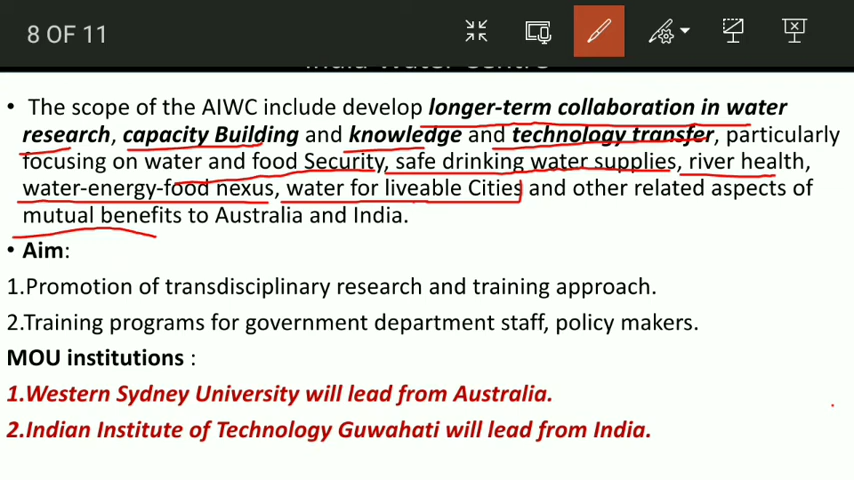 8 OF 11
India Water Centre
• The scope of the AIWC include develop longer-term collaboration in water
research, capacity Building and knowledge and technology transfer, particularly
focusing on water and food Security, safe drinking water supplies, river health,
water-energy-food nexus, water for liveable Cities and other related aspects of
mutual benefits to Australia and India.
• Aim:
1.Promotion of transdisciplinary research and training approach.
2.Training programs for government department staff, policy makers.
MOU institutions :
1.Western Sydney University will lead from Australia.
2.Indian Institute of Technology Guwahati will lead from India.